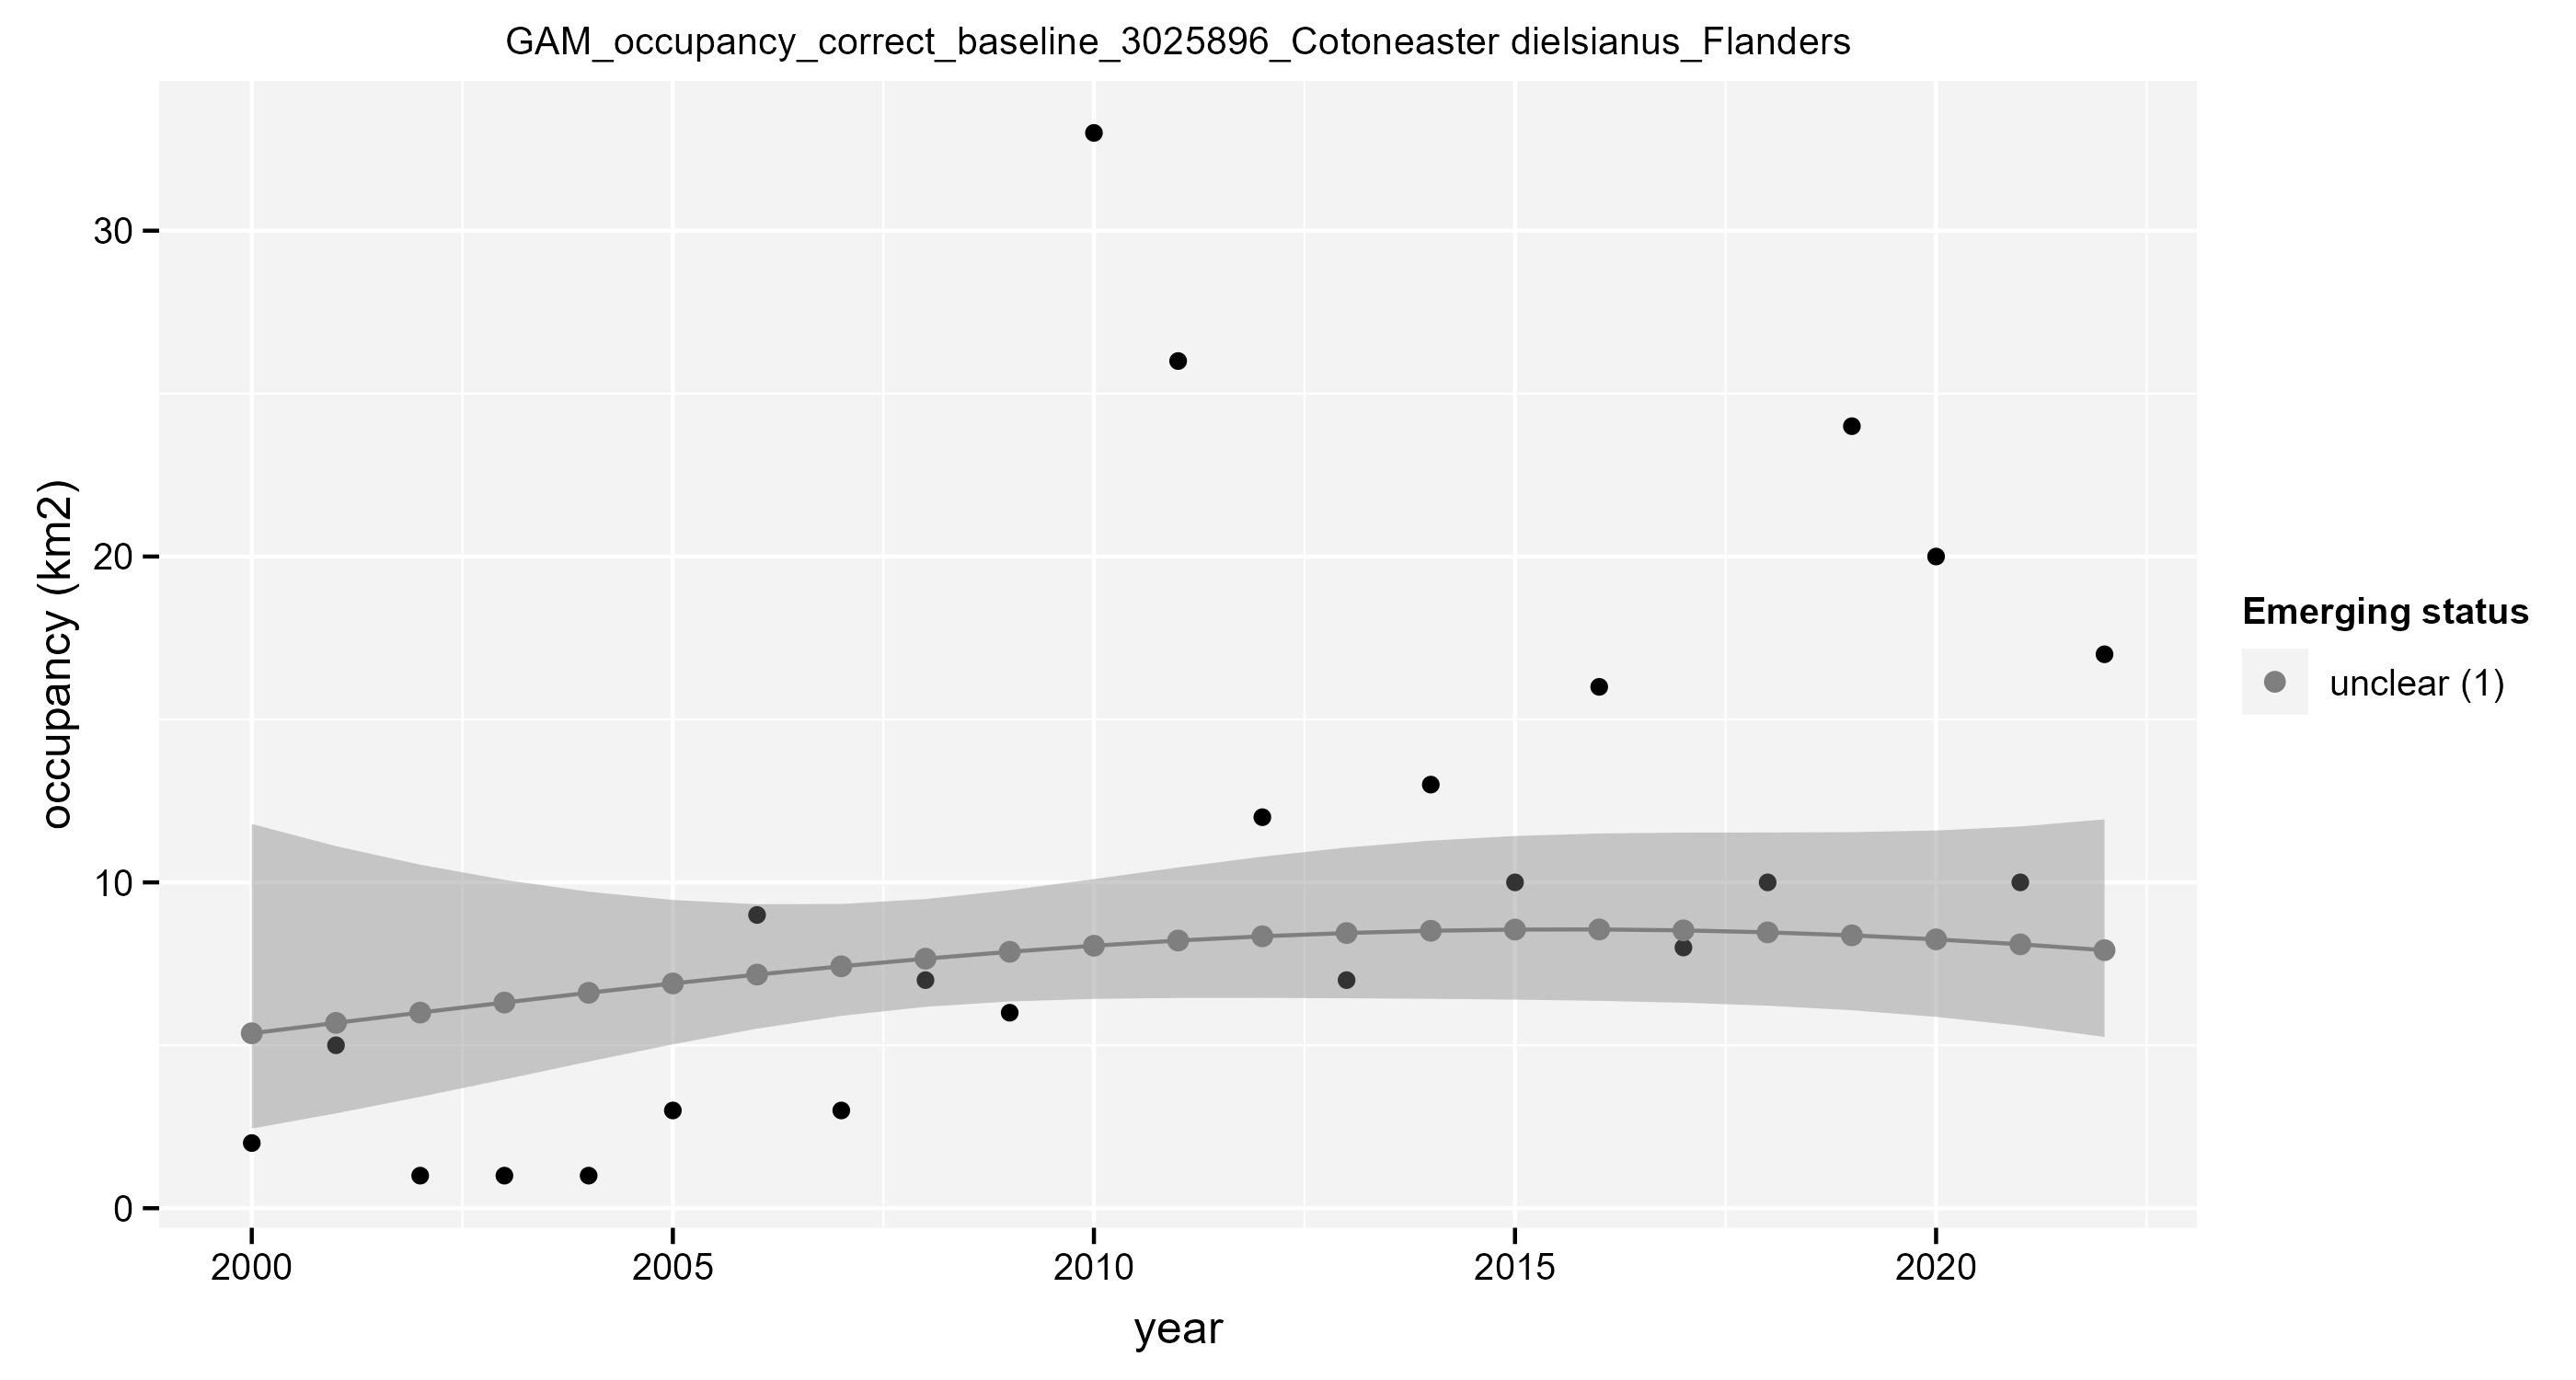 GAM_occupancy_correct_baseline_3025896_Cotoneaster dielsianus_Flanders
occupancy (km2)
30
20
10
0
2000 2005 2010 2015 2020
year
Emerging status
unclear (1)